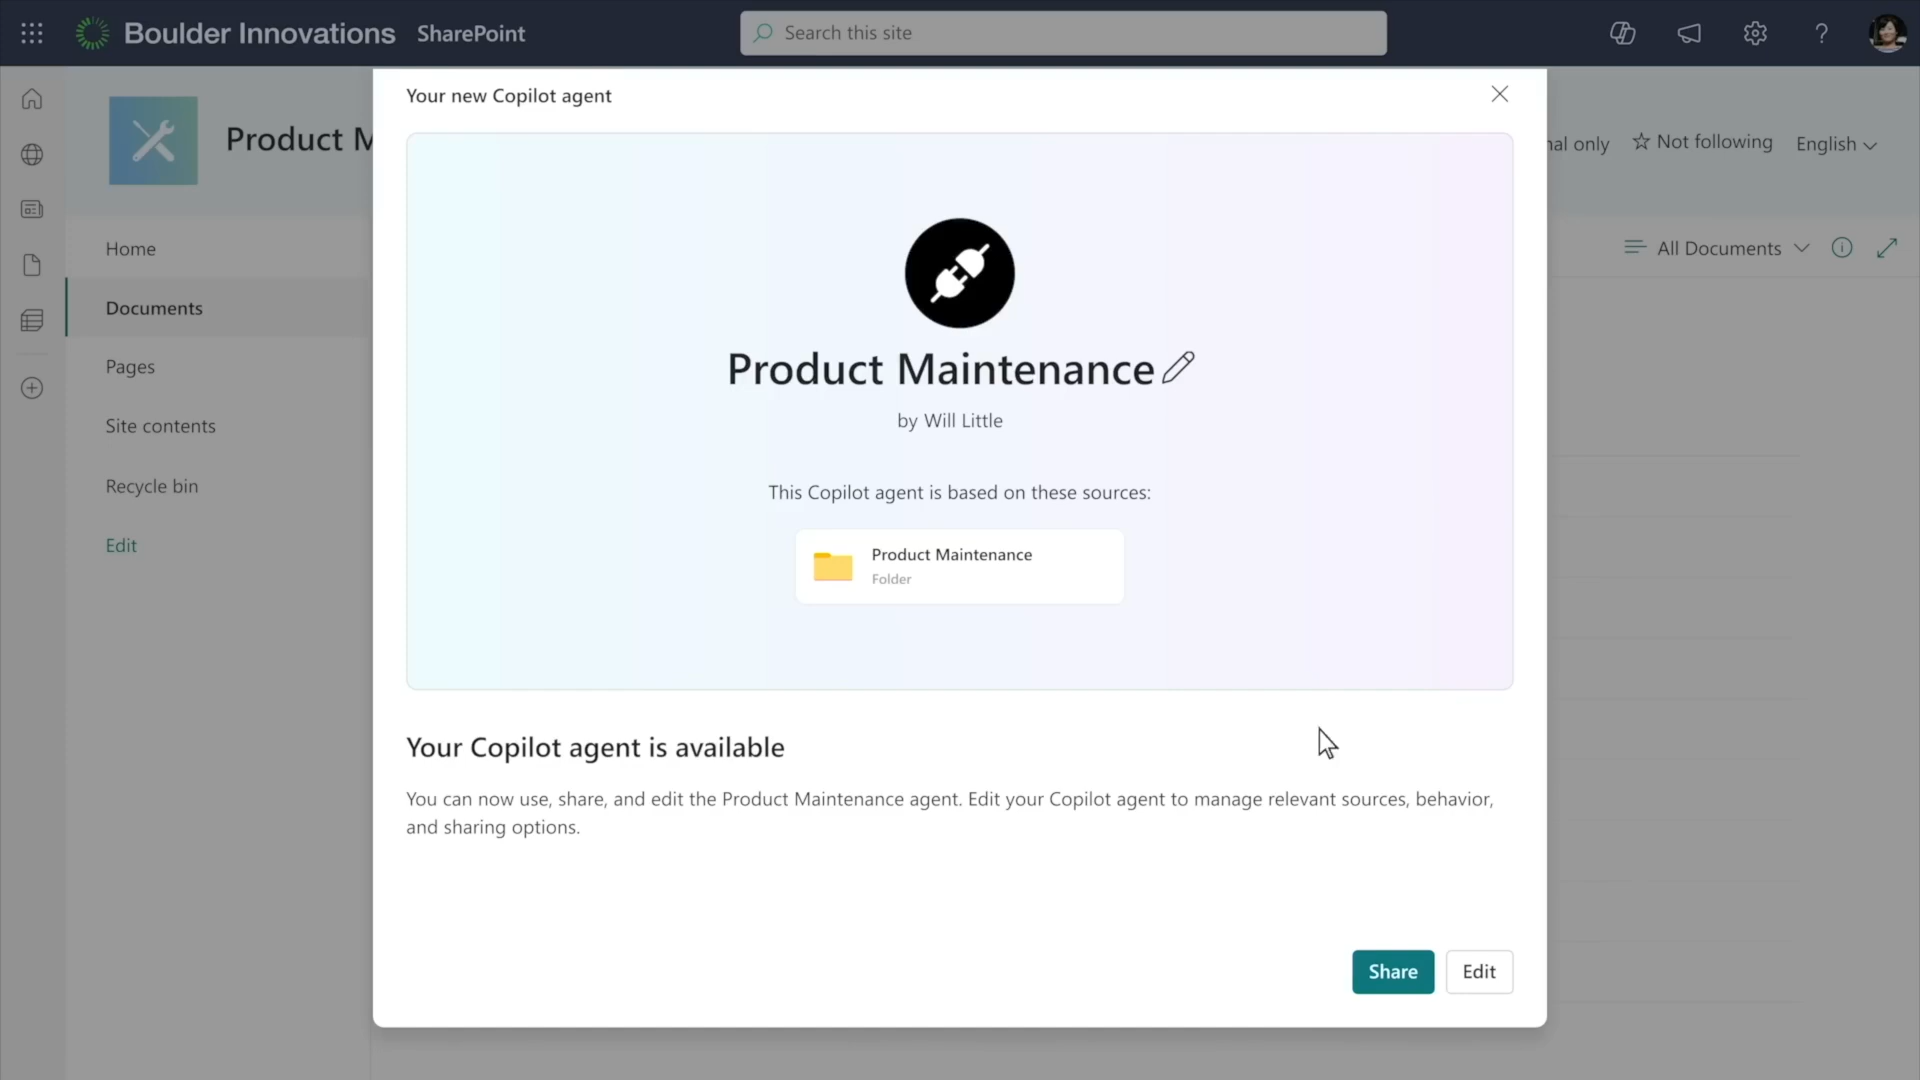 Boulder Innovations SharePoint
Search this site
?
Your new Copilot agent
Product M
nal only
Not following
English
Home
Documents
Pages
Site contents
Recycle bin
Edit
All Documents
Product Maintenance
by Will Little
This Copilot agent is based on these sources:
Product Maintenance
Folder
Your Copilot agent is available
You can now use, share, and edit the Product Maintenance agent. Edit your Copilot agent to manage relevant sources, behavior,
and sharing options.
Share
Edit